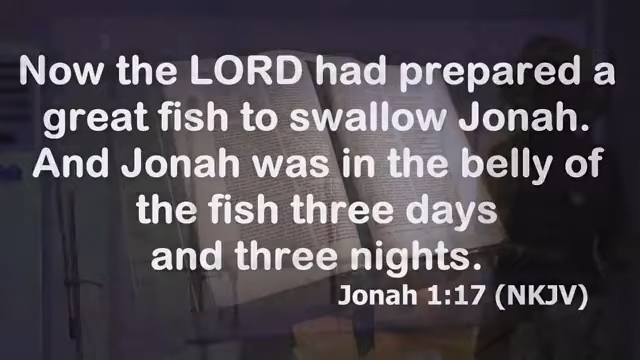 Now the LORD had prepared a
great fish to swallow Jonah.
And Jonah was in the belly of
the fish three days
and three nights.
Jonah 1:17 (NKJV)